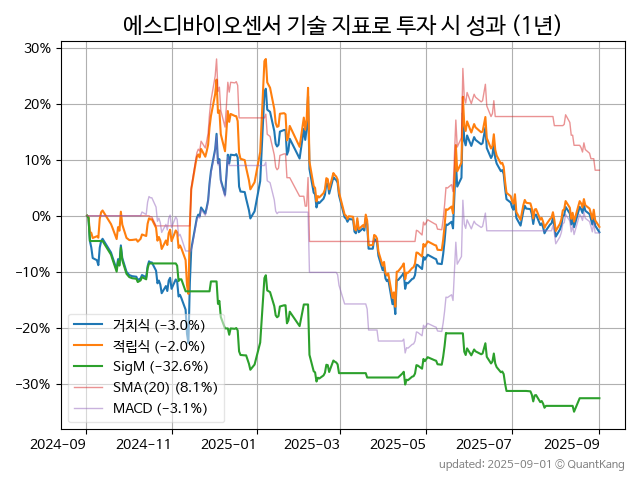 에스디바이오센서 기술 지표로 투자 시 성과 (1년)
30%
20%
10%
0%
−10%
−20%
−30%
거치식 (−3.0%)
적립식 (−2.0%)
SigM (−32.6%)
SMA(20) (8.1%)
MACD (−3.1%)
2024-09 2024-11 2025-01 2025-03 2025-05 2025-07 2025-09
updated: 2025-09-01 © QuantKang